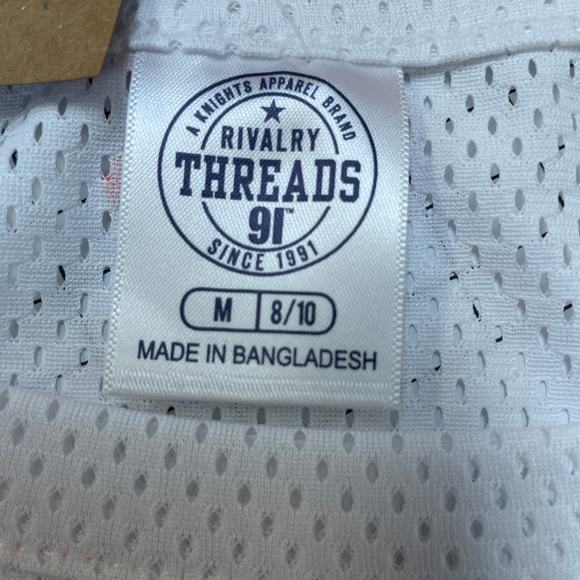 A KNIGHTS APPAREL BRAND
RIVALRY
THREADS
91™
SINCE 1991
M 8/10
MADE IN BANGLADESH